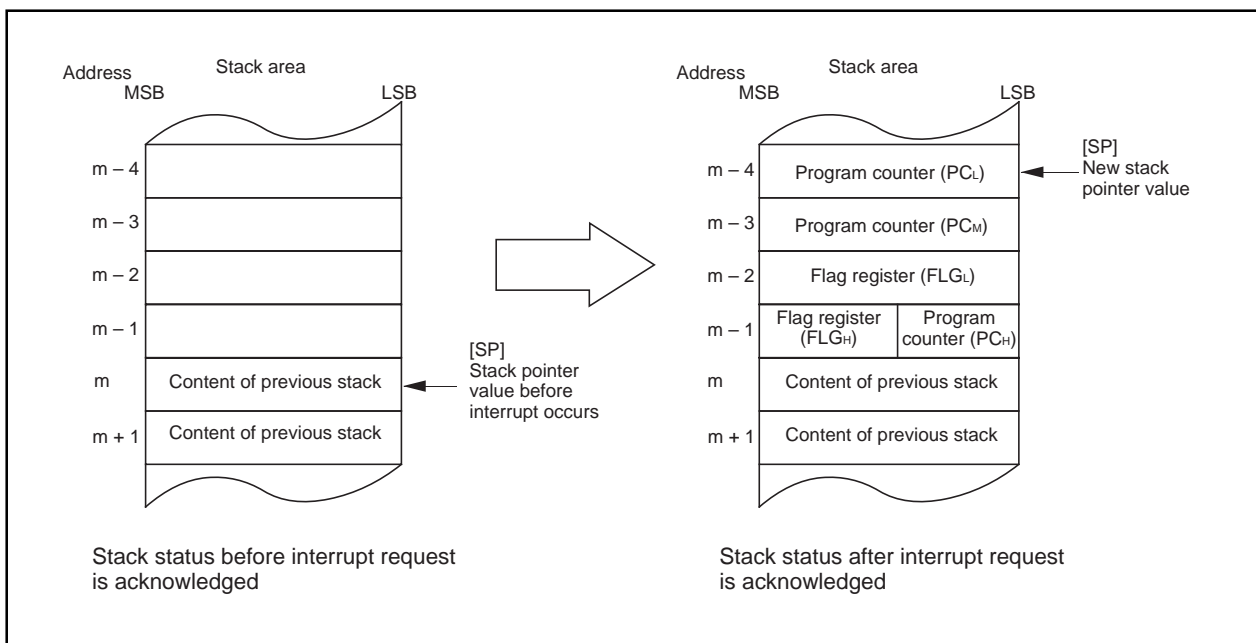 Address
Stack area
MSB
LSB
m – 4
m – 3
m – 2
m – 1
m
Content of previous stack
m + 1
Content of previous stack
[SP]
Stack pointer
value before
interrupt occurs
Stack status before interrupt request
is acknowledged
Address
Stack area
MSB
LSB
m – 4
Program counter (PCL)
[SP]
New stack
pointer value
m – 3
Program counter (PCM)
m – 2
Flag register (FLGL)
m – 1
Flag register
(FLGH)
Program
counter (PCH)
m
Content of previous stack
m + 1
Content of previous stack
Stack status after interrupt request
is acknowledged